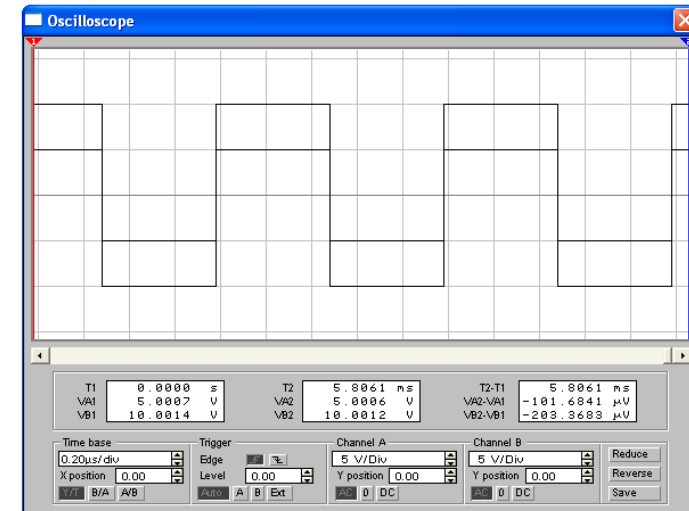 Oscilloscope
1
T1 0.0000 s T2 5.8061 ms T2-T1 5.8061 ms
VA1 5.0007 V VA2 5.0006 V VA2-VA1 -101.6841 µV
VB1 10.0014 V VB2 10.0012 V VB2-VB1 -203.3683 µV
Time base Trigger Channel A Channel B
0.20µs/div Edge 5 V/Div 5 V/Div Reduce
X position 0.00 Level 0.00 Y position 0.00 Y position 0.00 Reverse
Y/T B/A A/B Auto A B Ext AC 0 DC AC 0 DC Save